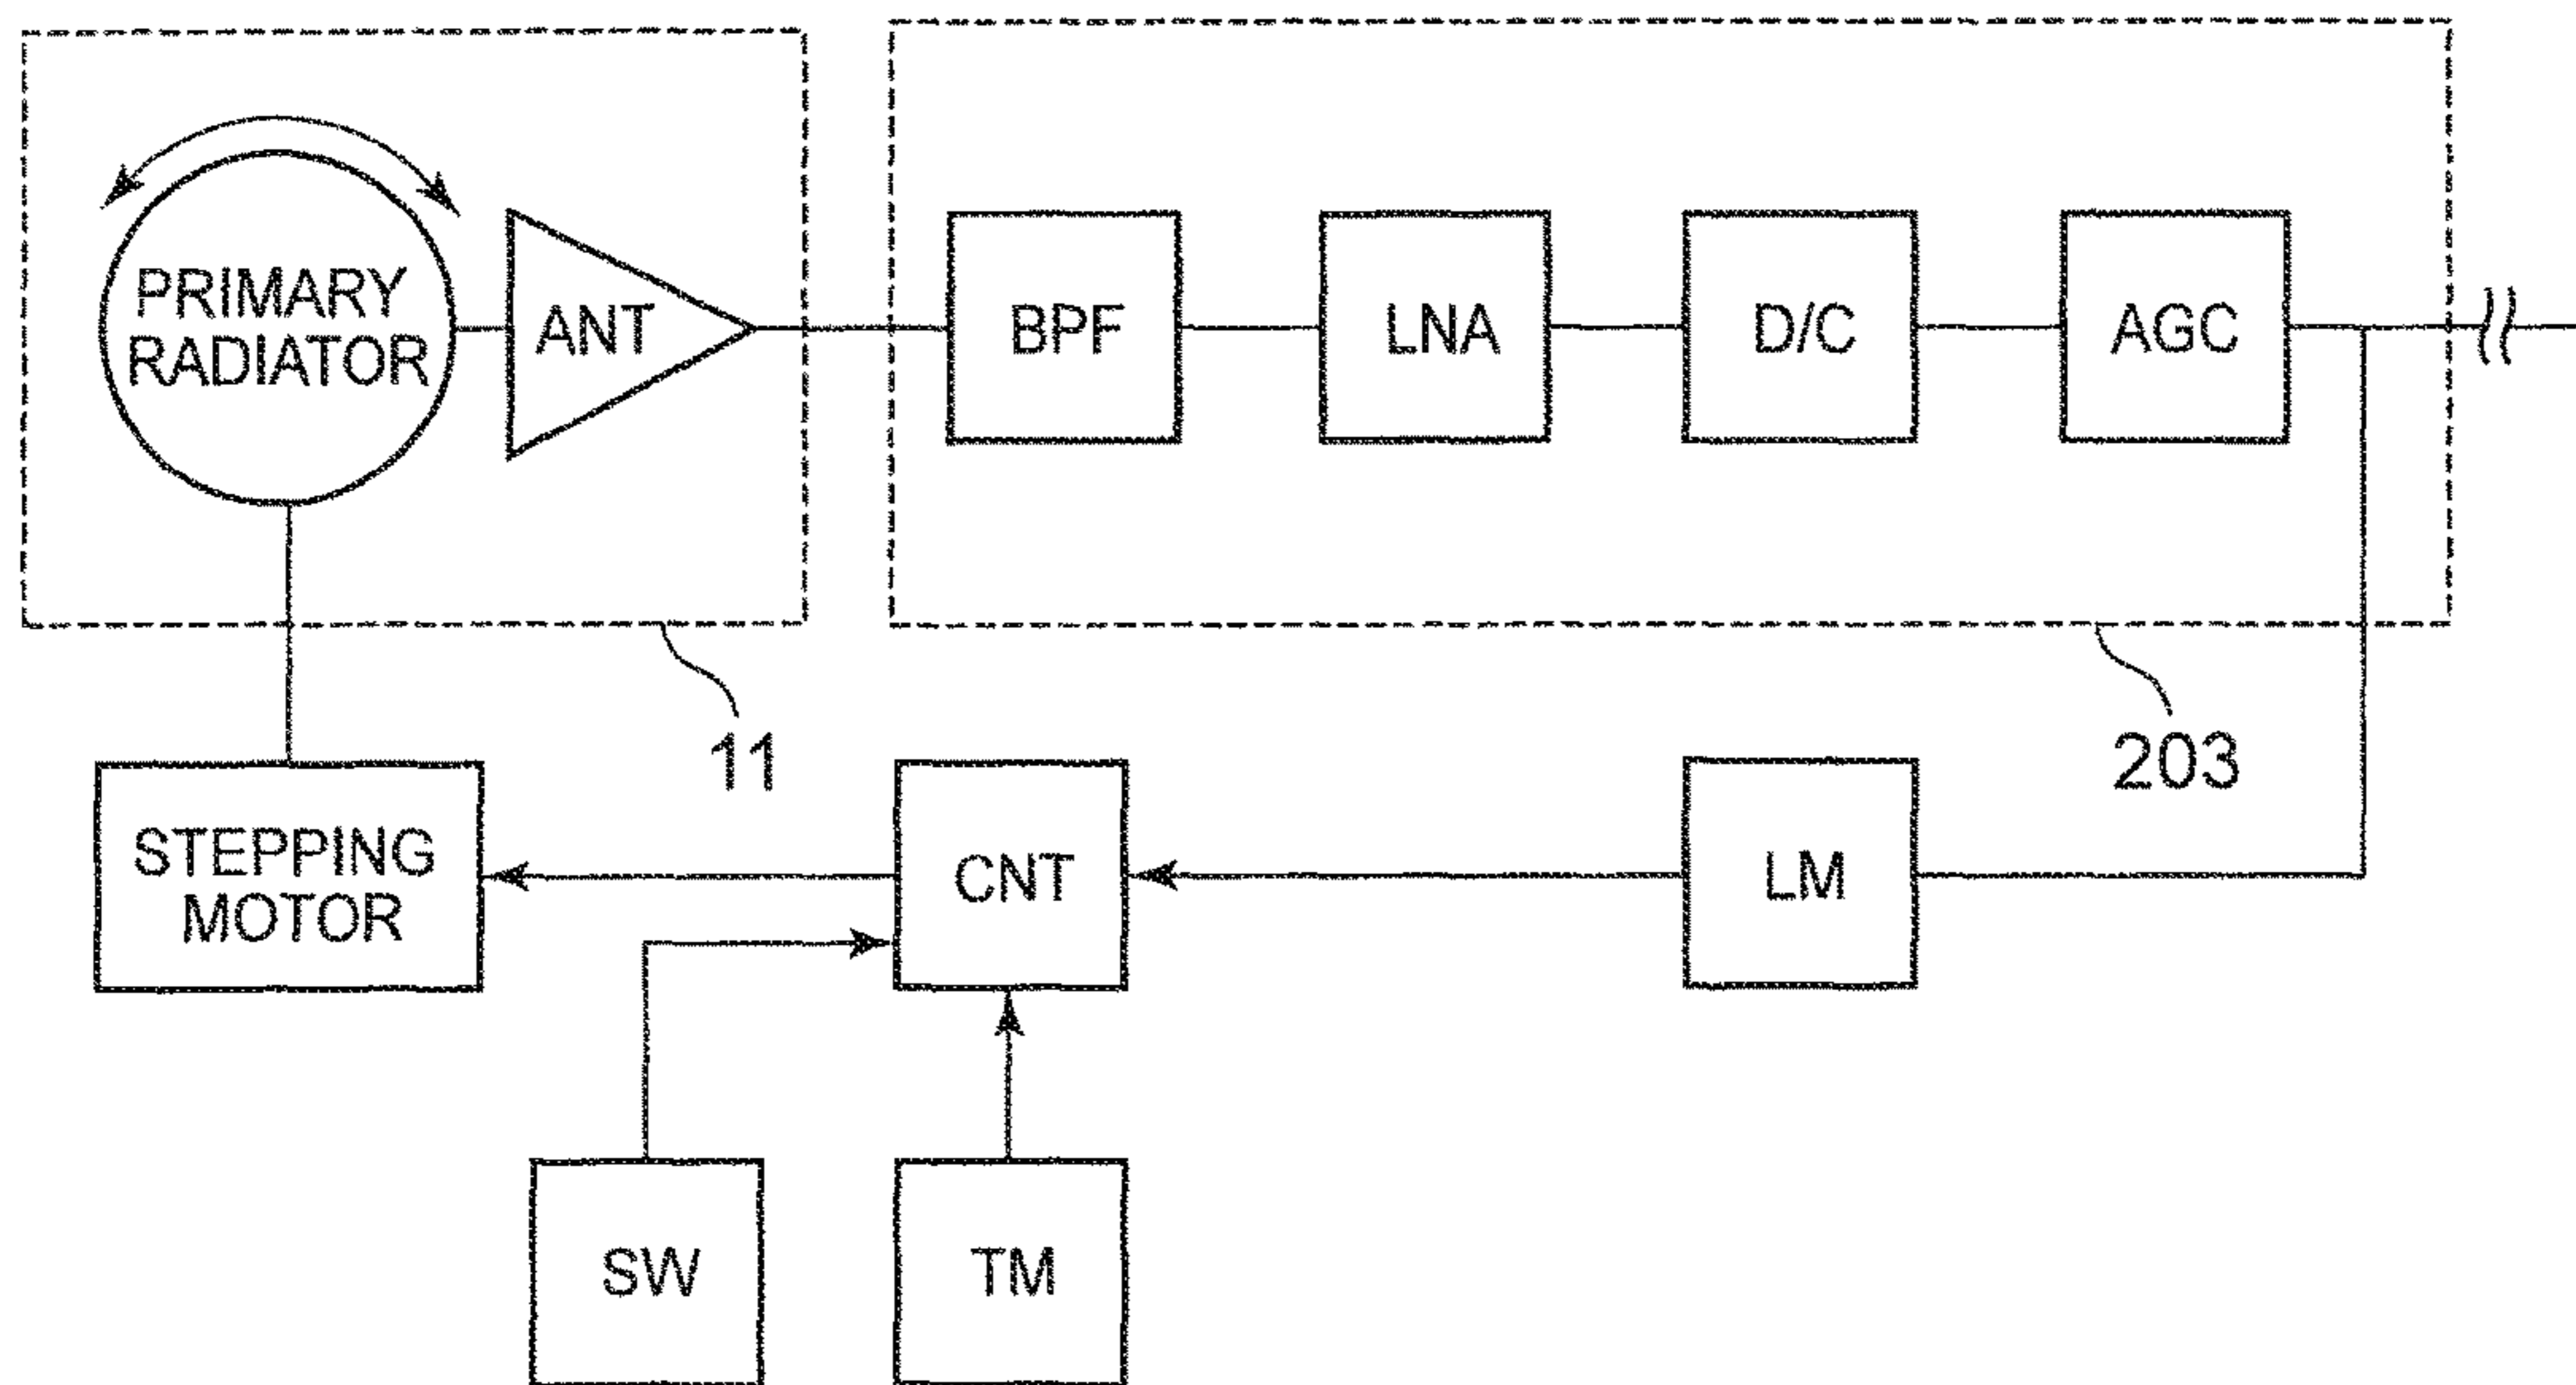 PRIMARY
RADIATOR
ANT
BPF
LNA
D/C
AGC
11
203
STEPPING
MOTOR
CNT
LM
SW
TM